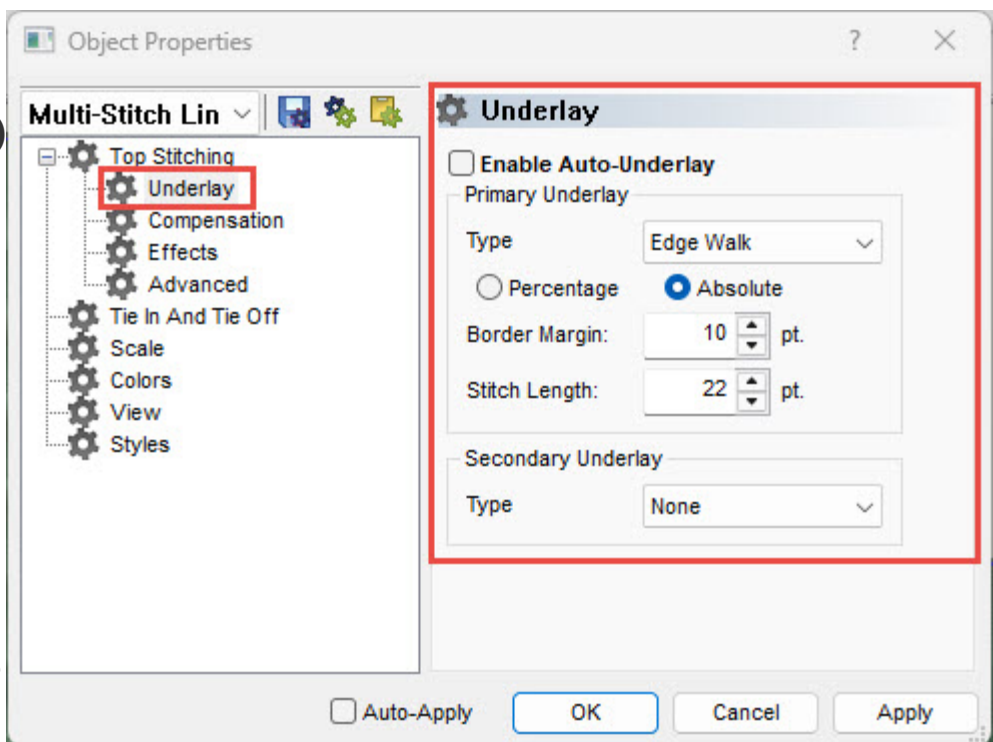 Object Properties
?
Multi-Stitch Lin
Top Stitching
Underlay
Compensation
Effects
Advanced
Tie In And Tie Off
Scale
Colors
View
Styles
Underlay
Enable Auto-Underlay
Primary Underlay
Type Edge Walk
Percentage Absolute
Border Margin: 10 pt.
Stitch Length: 22 pt.
Secondary Underlay
Type None
Auto-Apply OK Cancel Apply